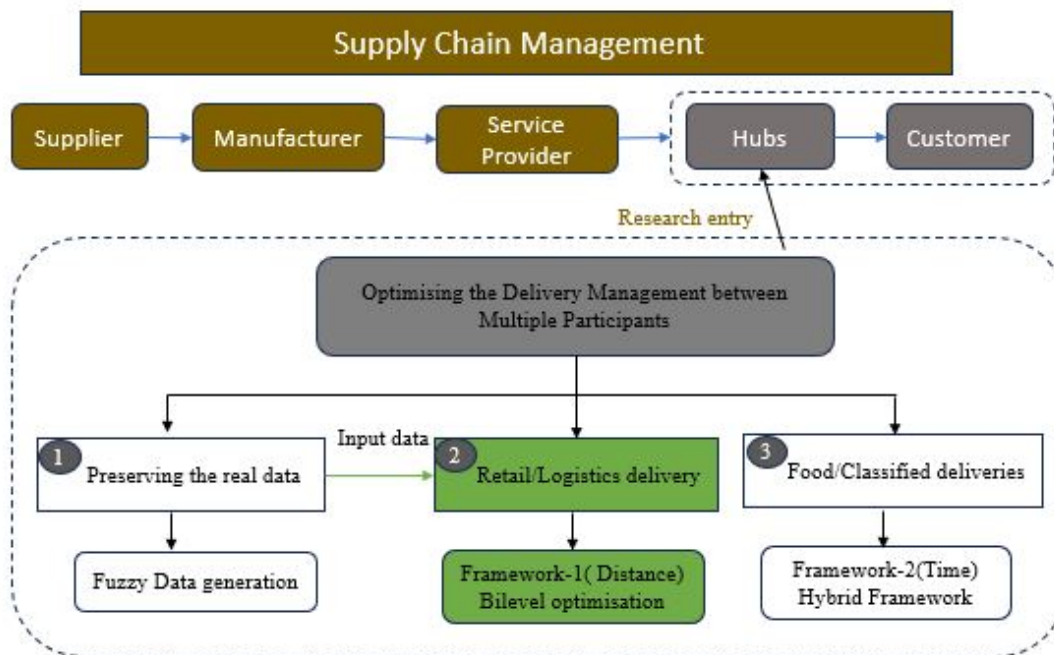 Supply Chain Management
Supplier
Manufacturer
Service
Provider
Hubs
Customer
Research entry
Optimising the Delivery Management between
Multiple Participants
1
Preserving the real data
Input data
2
Retail/Logistics delivery
3
Food/Classified deliveries
Fuzzy Data generation
Framework-1( Distance)
Bilevel optimisation
Framework-2(Time)
Hybrid Framework